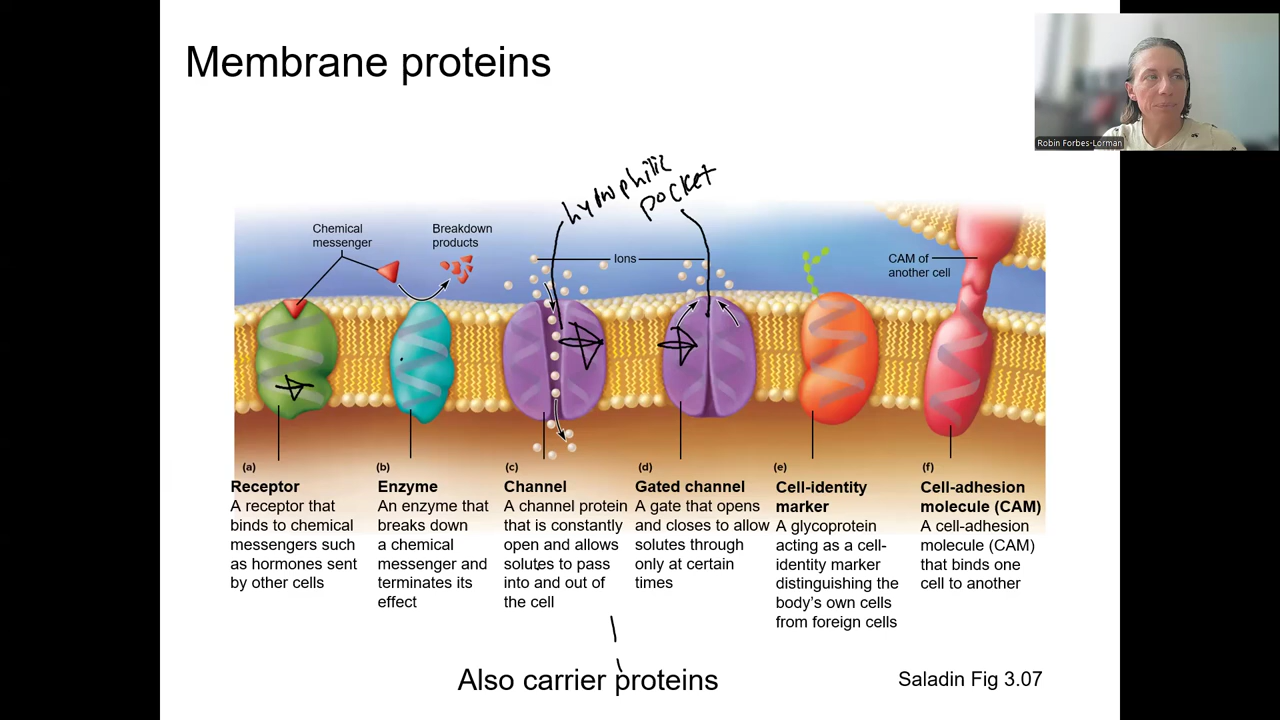 Membrane proteins
Robin Forbes-Lorman
hydrophilic
pocket
Chemical
messenger
Breakdown
products
Ions
CAM of
another cell
(a)
Receptor
A receptor that
binds to chemical
messengers such
as hormones sent
by other cells
(b)
Enzyme
An enzyme that
breaks down
a chemical
messenger and
terminates its
effect
(c)
Channel
A channel protein
that is constantly
open and allows
solutes to pass
into and out of
the cell
(d)
Gated channel
A gate that opens
and closes to allow
solutes through
only at certain
times
(e)
Cell-identity
marker
A glycoprotein
acting as a cell-
identity marker
distinguishing the
body's own cells
from foreign cells
(f)
Cell-adhesion
molecule (CAM)
A cell-adhesion
molecule (CAM)
that binds one
cell to another
Also carrier proteins
Saladin Fig 3.07